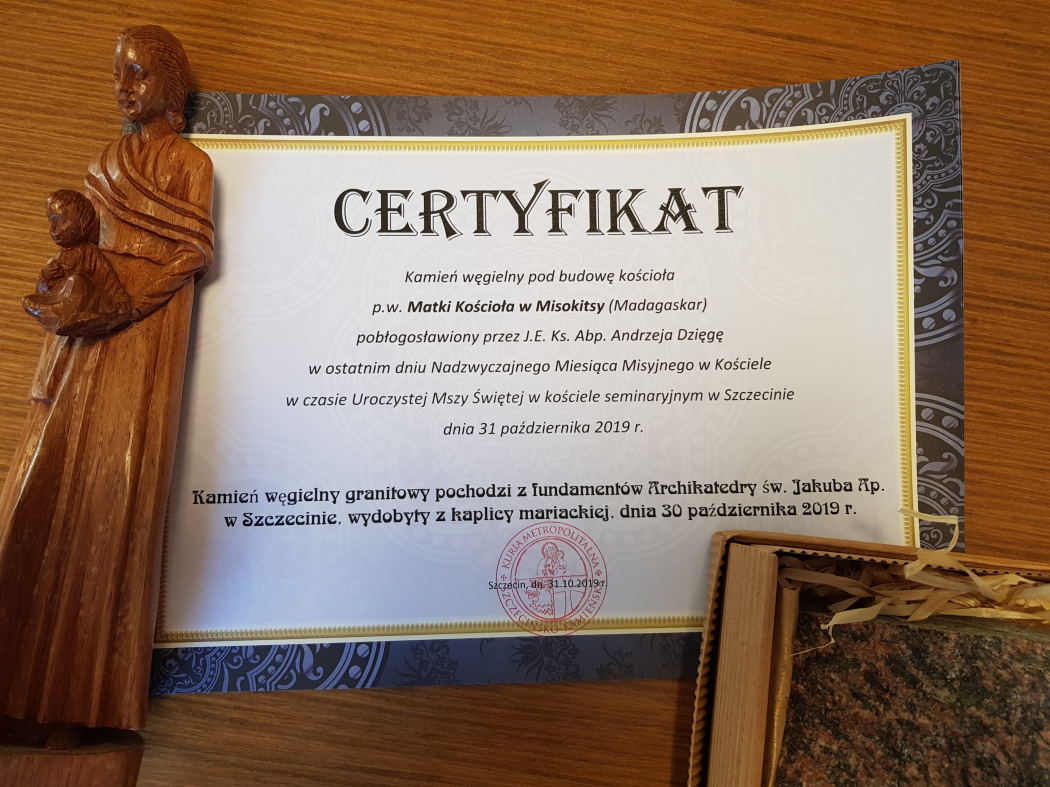 CERTYFIKAT
Kamień węgielny pod budowę kościoła
p.w. Matki Kościoła w Misokitsy (Madagaskar)
pobłogosławiony przez J.E. Ks. Abp. Andrzeja Dzięgę
w ostatnim dniu Nadzwyczajnego Miesiąca Misyjnego w Kościele
w czasie Uroczystej Mszy Świętej w kościele seminaryjnym w Szczecinie
dnia 31 października 2019 r.
Kamień węgielny granitowy pochodzi z fundamentów Archikatedry św. Jakuba Ap.
w Szczecinie, wydobyty z kaplicy mariackiej, dnia 30 października 2019 r.
KURIA METROPOLITALNA
Szczecin, dn. 31.10.2019 r.
SZCZECIŃSKO-KAMIEŃSKA